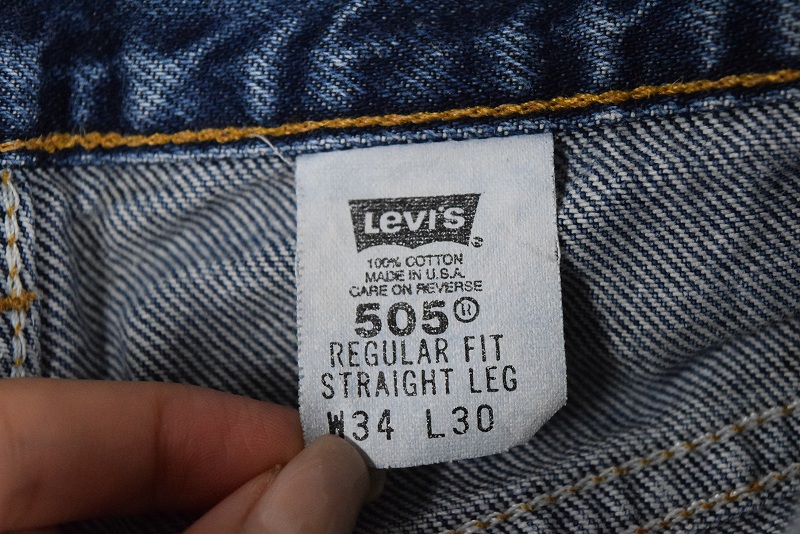 Levi's
100% COTTON
MADE IN U.S.A.
CARE ON REVERSE
505®
REGULAR FIT
STRAIGHT LEG
W34 L30